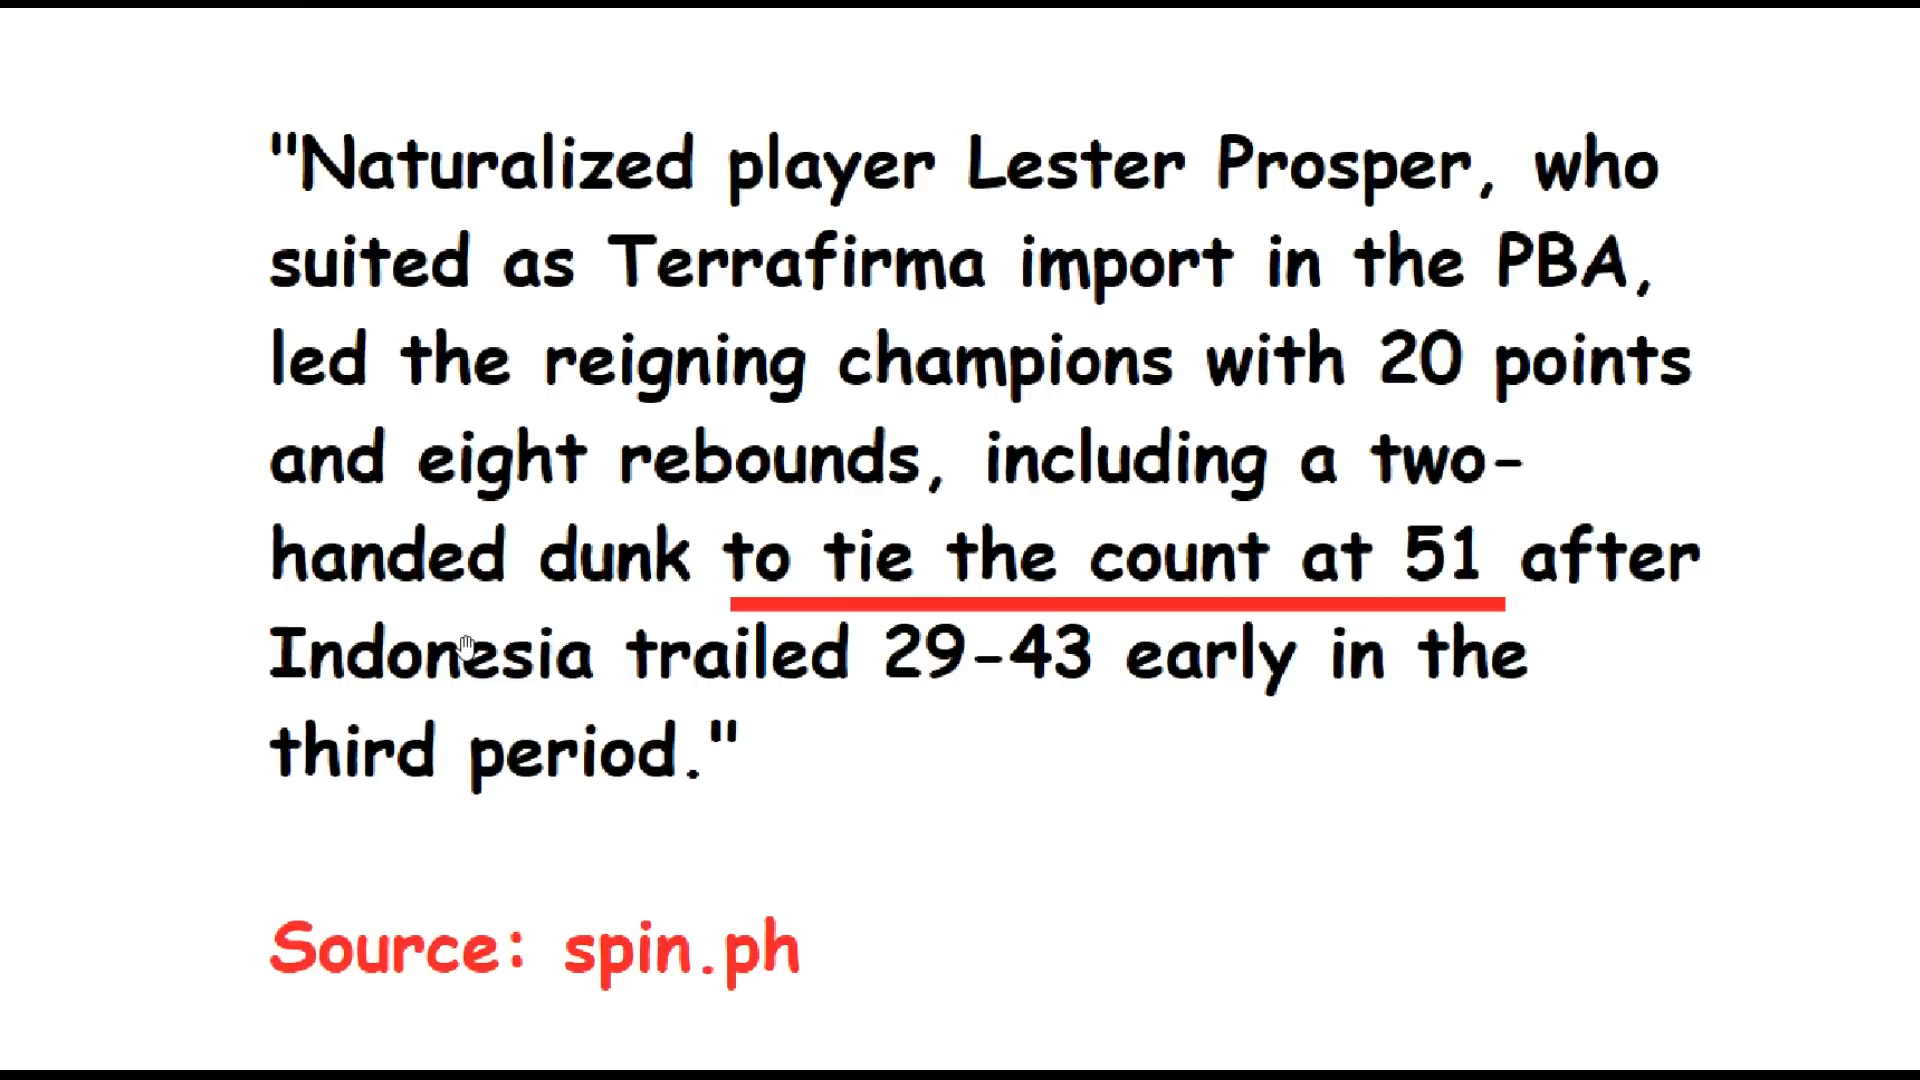 "Naturalized player Lester Prosper, who
suited as Terrafirma import in the PBA,
led the reigning champions with 20 points
and eight rebounds, including a two-
handed dunk to tie the count at 51 after
Indonesia trailed 29-43 early in the
third period."
Source: spin.ph